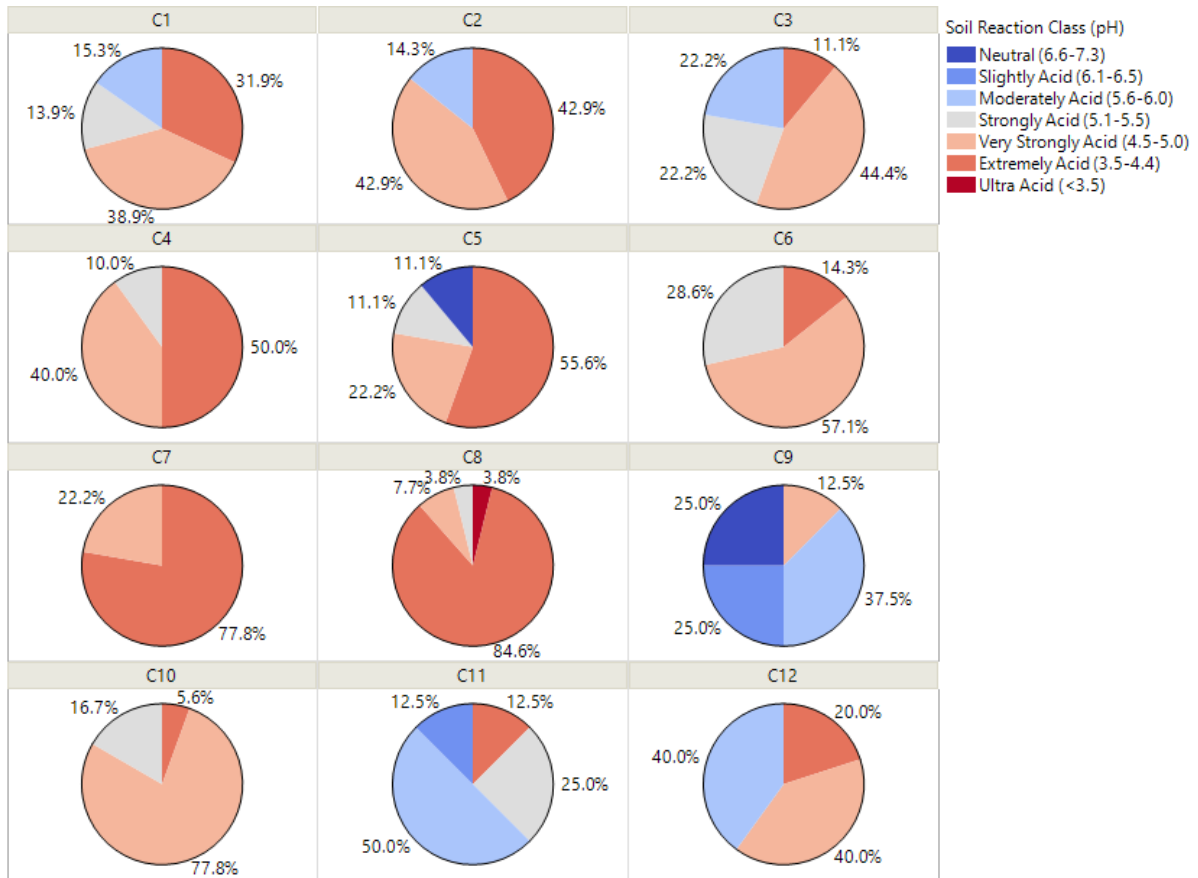 C1
C2
C3
Soil Reaction Class (pH)
Neutral (6.6-7.3)
Slightly Acid (6.1-6.5)
Moderately Acid (5.6-6.0)
Strongly Acid (5.1-5.5)
Very Strongly Acid (4.5-5.0)
Extremely Acid (3.5-4.4)
Ultra Acid (<3.5)
15.3%
31.9%
13.9%
38.9%
14.3%
42.9%
42.9%
11.1%
22.2%
22.2%
44.4%
C4
C5
C6
10.0%
50.0%
40.0%
11.1%
11.1%
55.6%
22.2%
14.3%
28.6%
57.1%
C7
C8
C9
22.2%
77.8%
3.8%
3.8%
7.7%
84.6%
12.5%
25.0%
37.5%
25.0%
C10
C11
C12
5.6%
16.7%
77.8%
12.5%
12.5%
25.0%
50.0%
20.0%
40.0%
40.0%